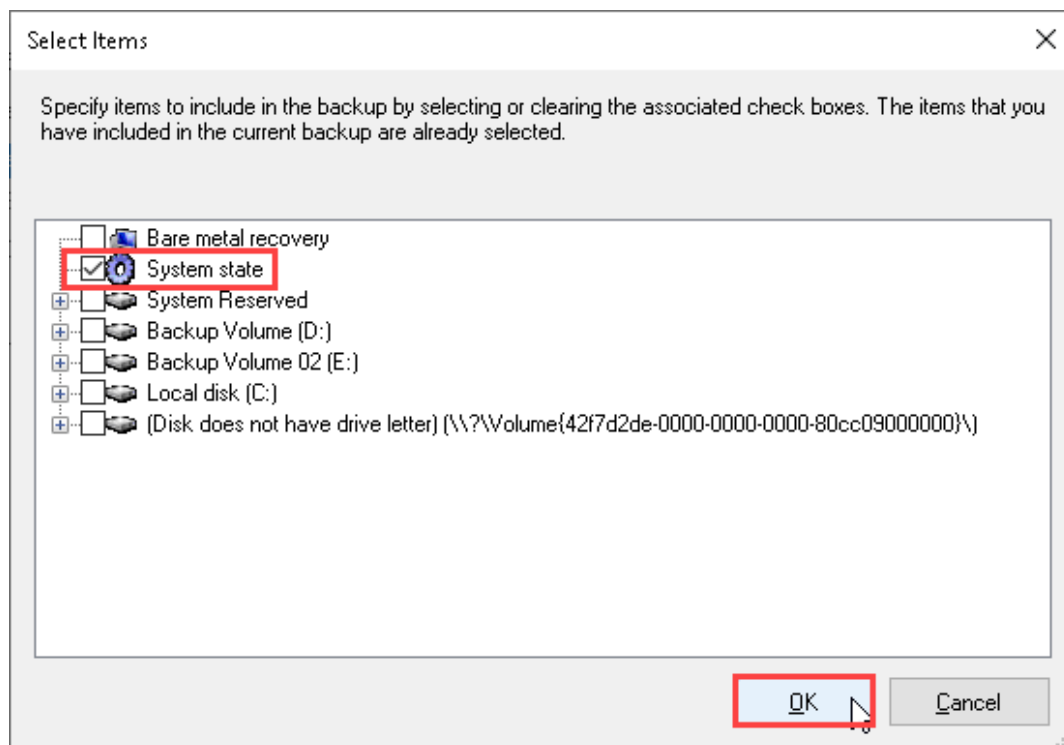 Select Items
Specify items to include in the backup by selecting or clearing the associated check boxes. The items that you
have included in the current backup are already selected.
Bare metal recovery
System state
System Reserved
Backup Volume (D:)
Backup Volume 02 (E:)
Local disk (C:)
(Disk does not have drive letter) (\\?\Volume{42f7d2de-0000-0000-0000-80cc09000000}\)
OK
Cancel